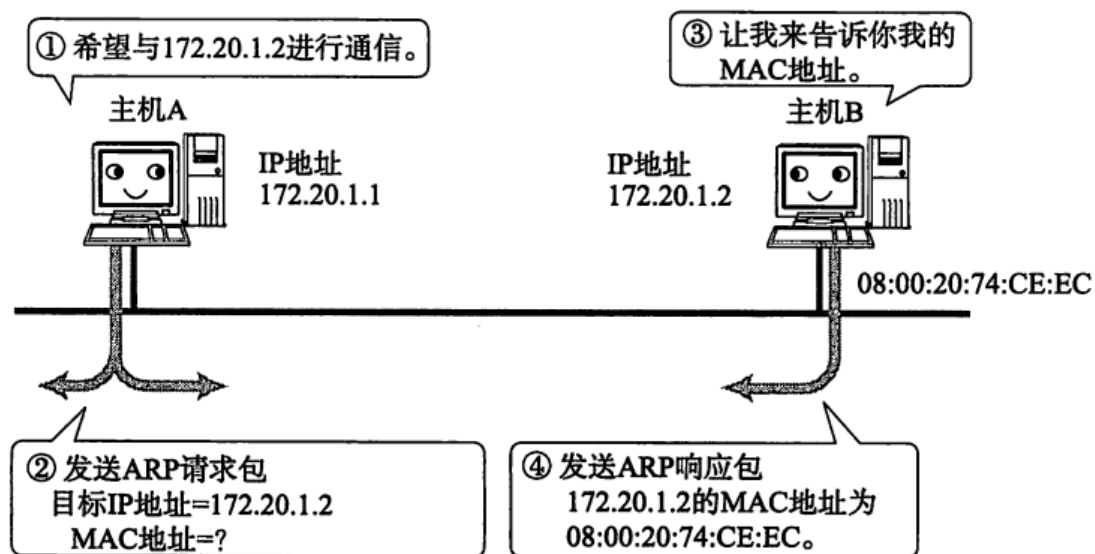 ① 希望与172.20.1.2进行通信。
③ 让我来告诉你我的
MAC地址。
主机A
主机B
IP地址
172.20.1.1
IP地址
172.20.1.2
08:00:20:74:CE:EC
② 发送ARP请求包
目标IP地址=172.20.1.2
MAC地址=?
④ 发送ARP响应包
172.20.1.2的MAC地址为
08:00:20:74:CE:EC。